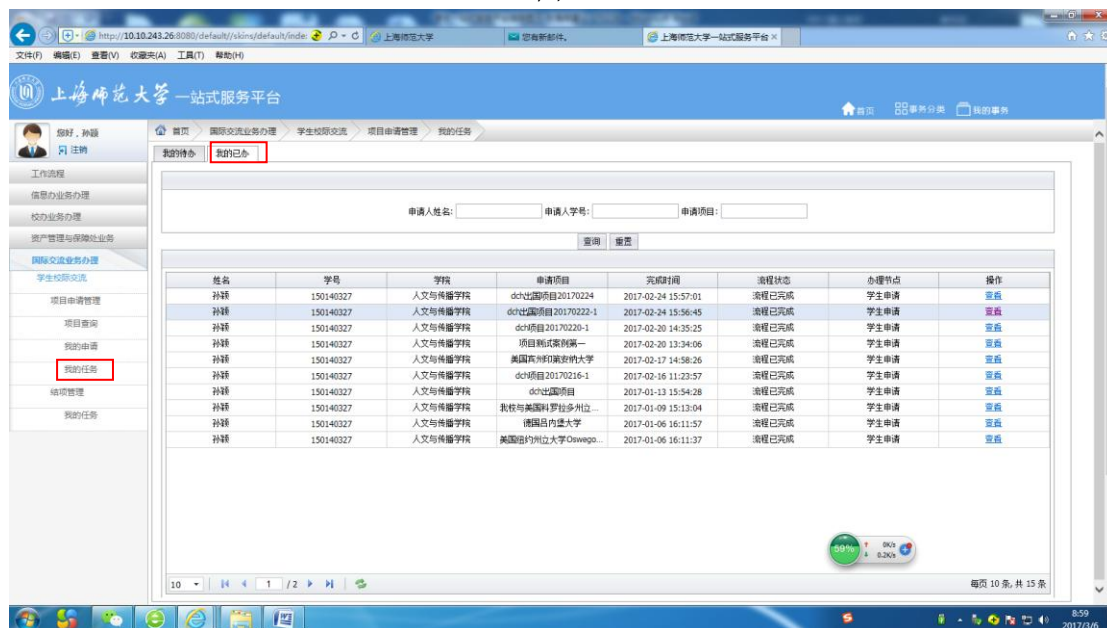 http://10.10.243.26:8080/default//skins/default/inde:
上海师范大学
您有新邮件。
上海师范大学—站式服务平台 ×
文件(F) 编辑(E) 查看(V) 收藏夹(A) 工具(T) 帮助(H)
上海师范大学 一站式服务平台
首页 事务分类 我的事务
您好，孙颖
注销
首页 国际交流业务办理 学生校际交流 项目申请管理 我的任务
我的待办 我的已办
工作流程
信息办业务办理
校办业务办理
资产管理与保障处业务
国际交流业务办理
学生校际交流
项目申请管理
项目查询
我的申请
我的任务
结项管理
我的任务
申请人姓名: 申请人学号: 申请项目:
查询 重置
姓名 学号 学院 申请项目 完成时间 流程状态 办理节点 操作
孙颖 150140327 人文与传播学院 dch出国项目20170224 2017-02-24 15:57:01 流程已完成 学生申请 查看
孙颖 150140327 人文与传播学院 dch出国项目20170222-1 2017-02-24 15:56:45 流程已完成 学生申请 查看
孙颖 150140327 人文与传播学院 dch项目20170220-1 2017-02-20 14:35:25 流程已完成 学生申请 查看
孙颖 150140327 人文与传播学院 项目测试案例第一 2017-02-20 13:34:06 流程已完成 学生申请 查看
孙颖 150140327 人文与传播学院 美国宾州印第安纳大学 2017-02-17 14:58:26 流程已完成 学生申请 查看
孙颖 150140327 人文与传播学院 dch项目20170216-1 2017-02-16 11:23:57 流程已完成 学生申请 查看
孙颖 150140327 人文与传播学院 dch出国项目 2017-01-13 15:54:28 流程已完成 学生申请 查看
孙颖 150140327 人文与传播学院 我校与美国科罗拉多州立... 2017-01-09 15:13:04 流程已完成 学生申请 查看
孙颖 150140327 人文与传播学院 德国吕内堡大学 2017-01-06 16:11:57 流程已完成 学生申请 查看
孙颖 150140327 人文与传播学院 美国纽约州立大学Oswego... 2017-01-06 16:11:37 流程已完成 学生申请 查看
59% 0K/s
0.2K/s
10 1 /2 每页 10 条, 共 15 条
8:59
2017/3/6